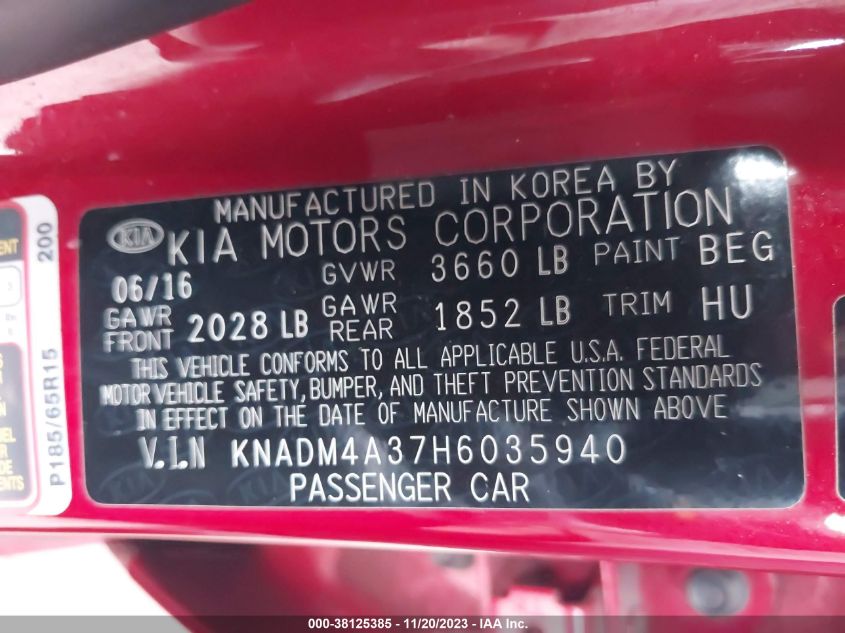 MANUFACTURED IN KOREA BY
KIA KIA MOTORS CORPORATION
06/16 GVWR 3660 LB PAINT BEG
GAWR FRONT 2028 LB GAWR REAR 1852 LB TRIM HU
THIS VEHICLE CONFORMS TO ALL APPLICABLE U.S.A. FEDERAL
MOTOR VEHICLE SAFETY, BUMPER, AND THEFT PREVENTION STANDARDS
IN EFFECT ON THE DATE OF MANUFACTURE SHOWN ABOVE
V.I.N KNADM4A37H6035940
PASSENGER CAR
P185/65R15 200
000-38125385 - 11/20/2023 - IAA Inc.